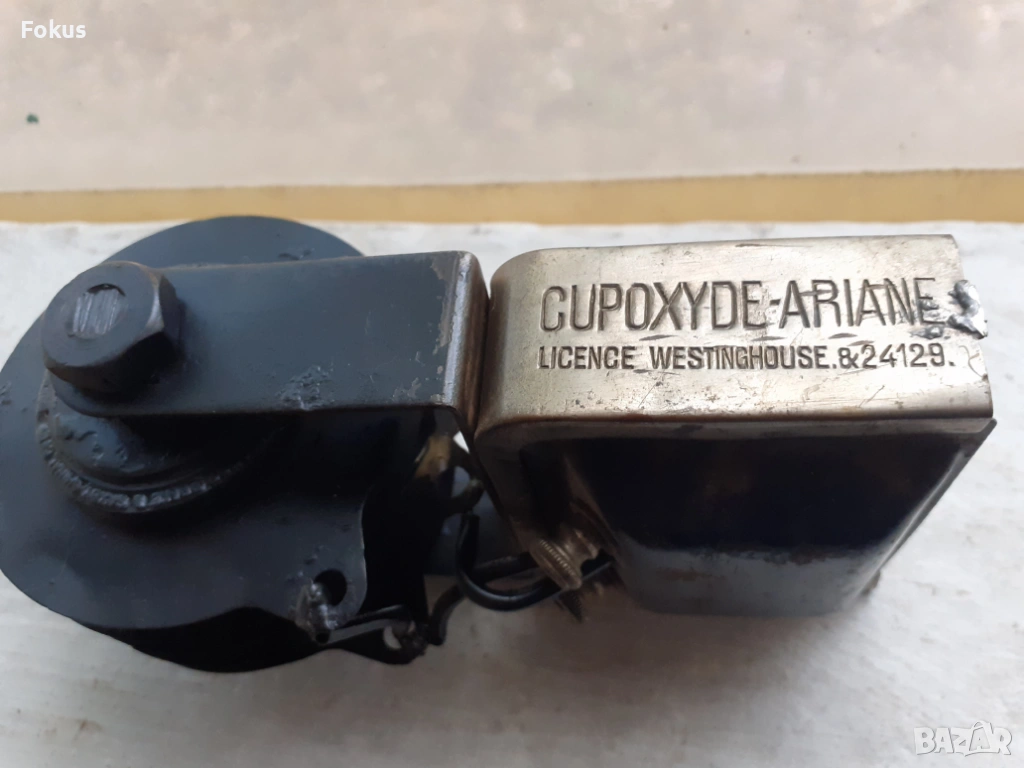 Fokus
CUPOXYDE-ARIANE
LICENCE WESTINGHOUSE.&24129.
BAZAR